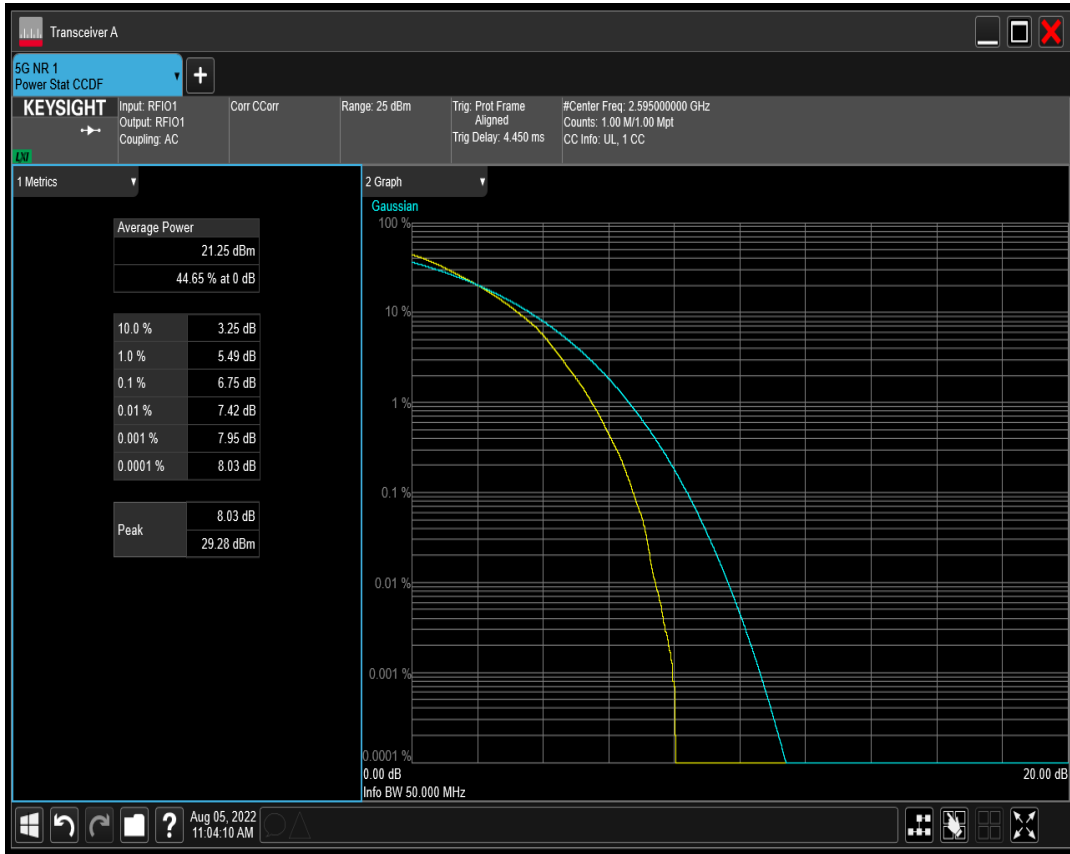 Transceiver A
5G NR 1
Power Stat CCDF
KEYSIGHT
LXI
Input: RFIO1
Output: RFIO1
Coupling: AC
Corr CCorr
Range: 25 dBm
Trig: Prot Frame
Aligned
Trig Delay: 4.450 ms
#Center Freq: 2.595000000 GHz
Counts: 1.00 M/1.00 Mpt
CC Info: UL, 1 CC
1 Metrics
Average Power
21.25 dBm
44.65 % at 0 dB
10.0 % 3.25 dB
1.0 % 5.49 dB
0.1 % 6.75 dB
0.01 % 7.42 dB
0.001 % 7.95 dB
0.0001 % 8.03 dB
Peak
8.03 dB
29.28 dBm
2 Graph
Gaussian
100 %
10 %
1 %
0.1 %
0.01 %
0.001 %
0.0001 %
0.00 dB 20.00 dB
Info BW 50.000 MHz
Aug 05, 2022
11:04:10 AM